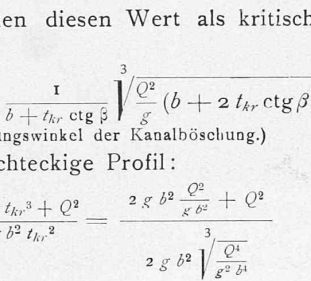 en diesen Wert als kritisch
1 / (b + t_kr ctg β) ∛(Q²/g (b + 2 t_kr ctg β
ngswinkel der Kanalböschung.)
chteckige Profil:
(t_kr³ + Q²) / (b² t_kr²) = (2 g b² Q²/(g b²) + Q²) / (2 g b² ∛(Q⁴/(g² b⁴)))